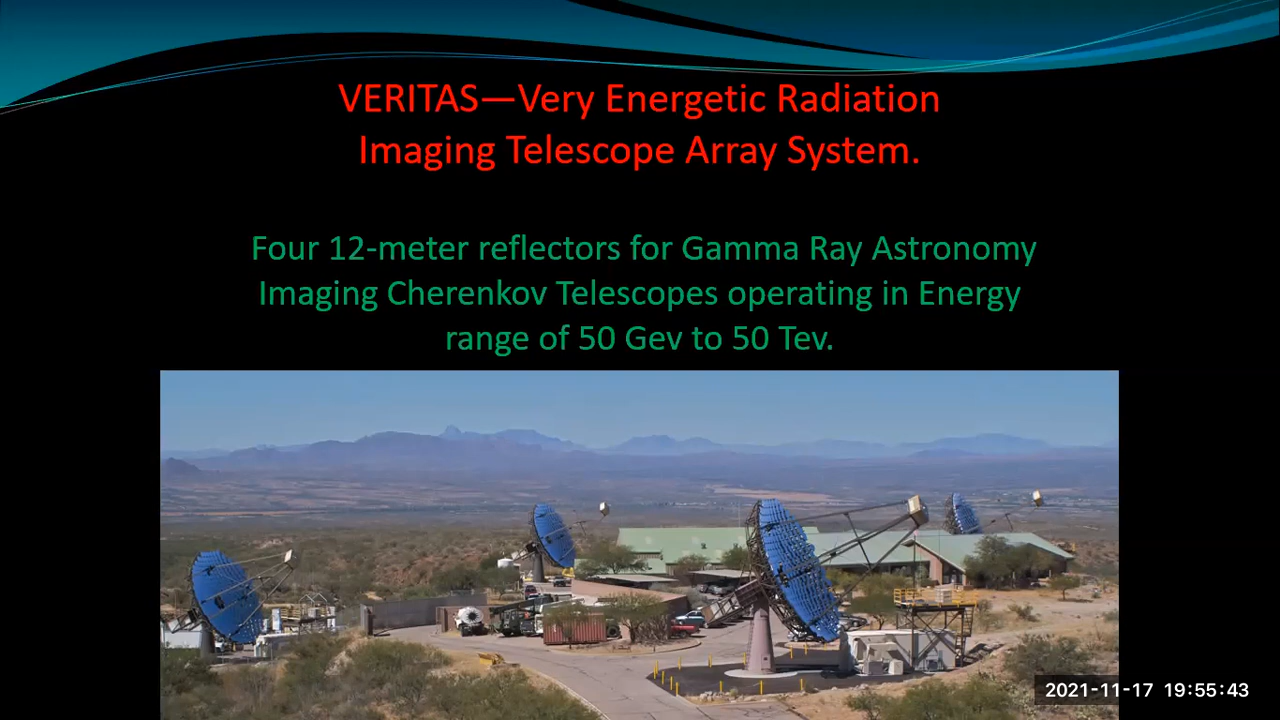 VERITAS—Very Energetic Radiation
Imaging Telescope Array System.
Four 12-meter reflectors for Gamma Ray Astronomy
Imaging Cherenkov Telescopes operating in Energy
range of 50 Gev to 50 Tev.
2021-11-17 19:55:43